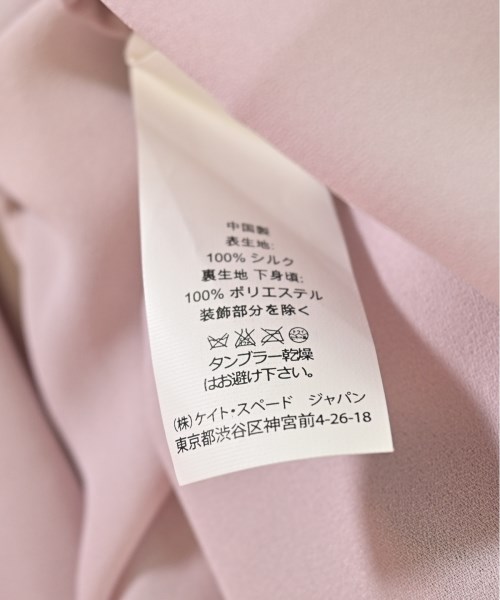 中国製
表生地:
100% シルク
裏生地 下身頃:
100% ポリエステル
装飾部分を除く
タンブラー乾燥
はお避け下さい。
(株)ケイト・スペード ジャパン
東京都渋谷区神宮前4-26-18